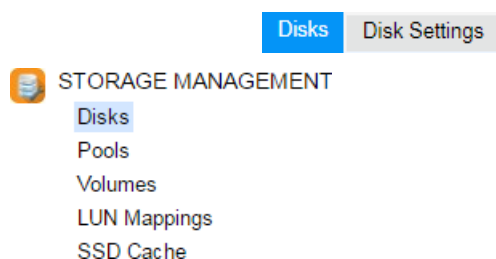 Disks Disk Settings
STORAGE MANAGEMENT
Disks
Pools
Volumes
LUN Mappings
SSD Cache